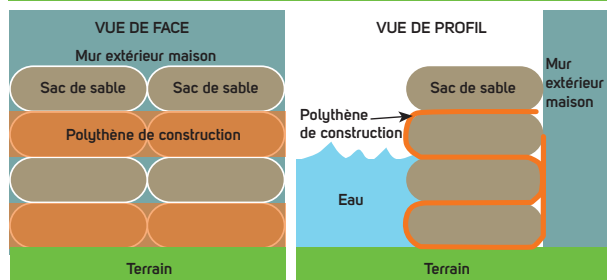 VUE DE FACE
Mur extérieur maison
Sac de sable
Sac de sable
Polythène de construction
Terrain
VUE DE PROFIL
Mur
extérieur
maison
Sac de sable
Polythène
de construction
Eau
Terrain